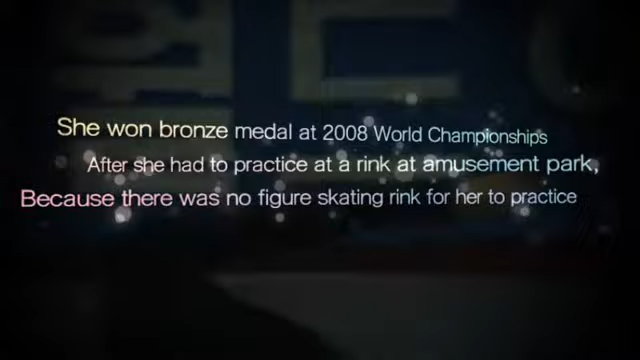 She won bronze medal at 2008 World Championships
After she had to practice at a rink at amusement park,
Because there was no figure skating rink for her to practice